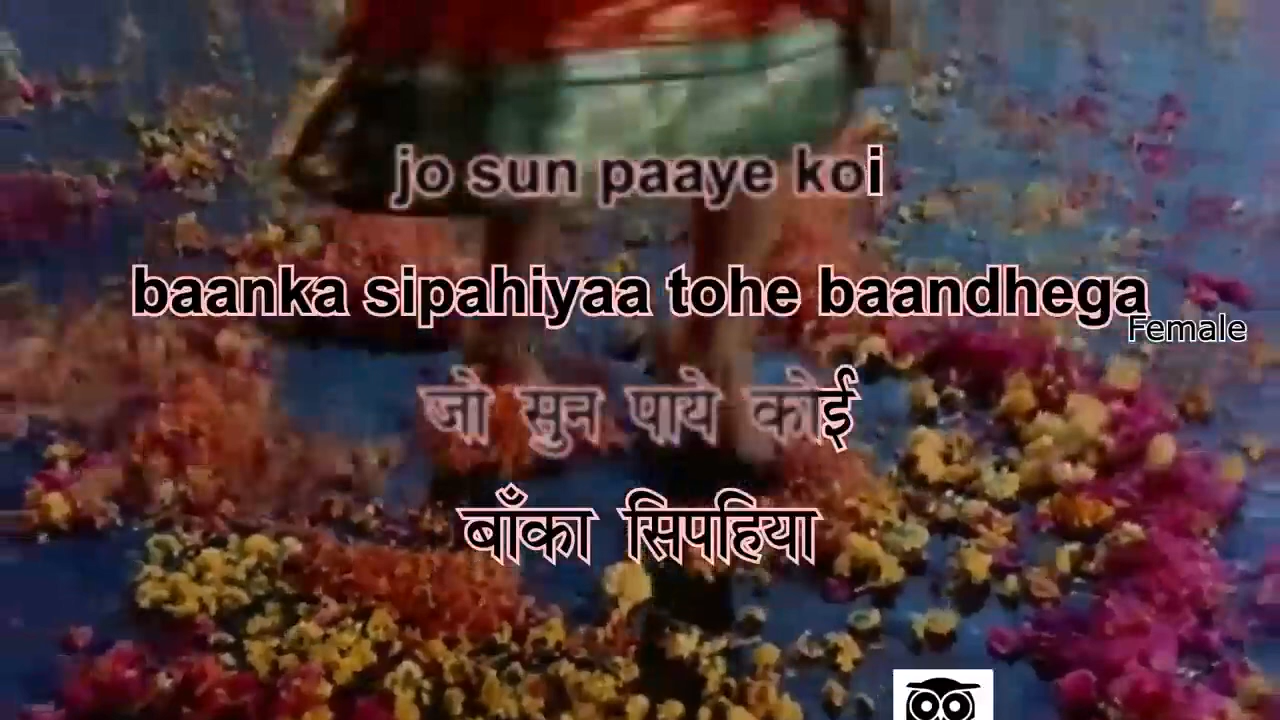 jo sun paaye koi
baanka sipahiyaa tohe baandhega
Female
जो सुन पाये कोई
बाँका सिपहिया